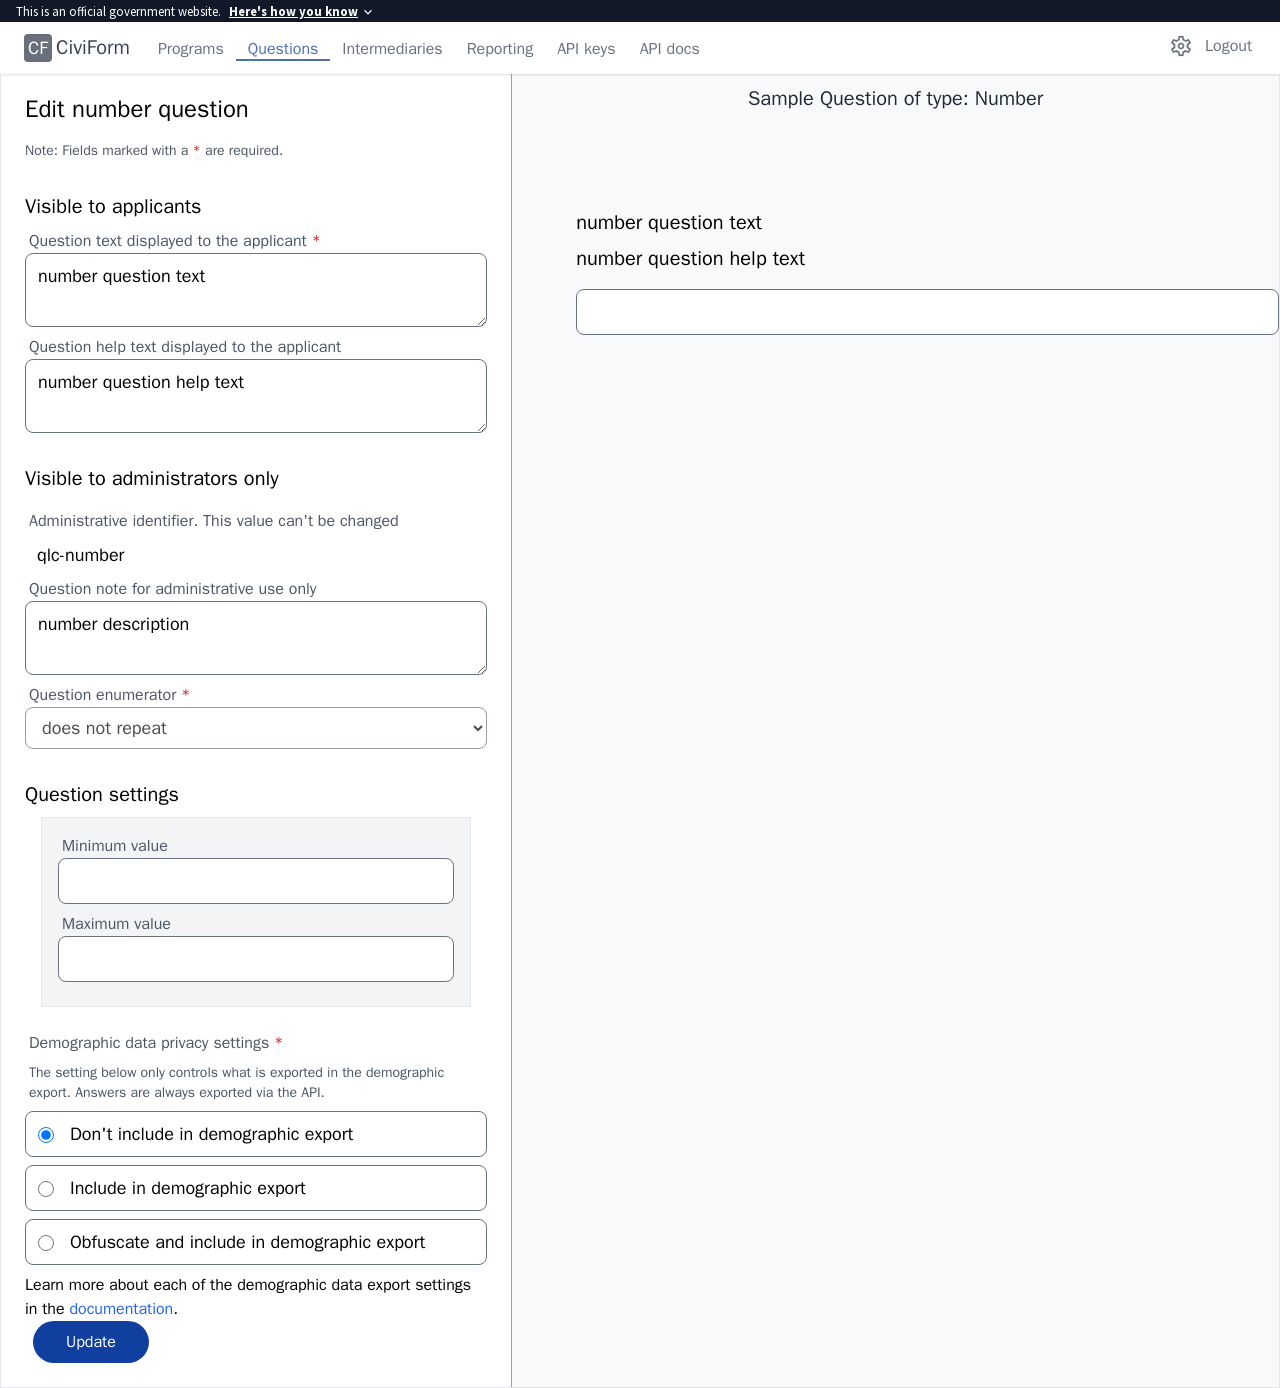 This is an official government website. Here's how you know
CF CiviForm Programs Questions Intermediaries Reporting API keys API docs Logout
Edit number question
Note: Fields marked with a * are required.
Visible to applicants
Question text displayed to the applicant *
number question text
Question help text displayed to the applicant
number question help text
Visible to administrators only
Administrative identifier. This value can't be changed
qlc-number
Question note for administrative use only
number description
Question enumerator *
does not repeat
Question settings
Minimum value
Maximum value
Demographic data privacy settings *
The setting below only controls what is exported in the demographic
export. Answers are always exported via the API.
Don't include in demographic export
Include in demographic export
Obfuscate and include in demographic export
Learn more about each of the demographic data export settings
in the documentation.
Update
Sample Question of type: Number
number question text
number question help text